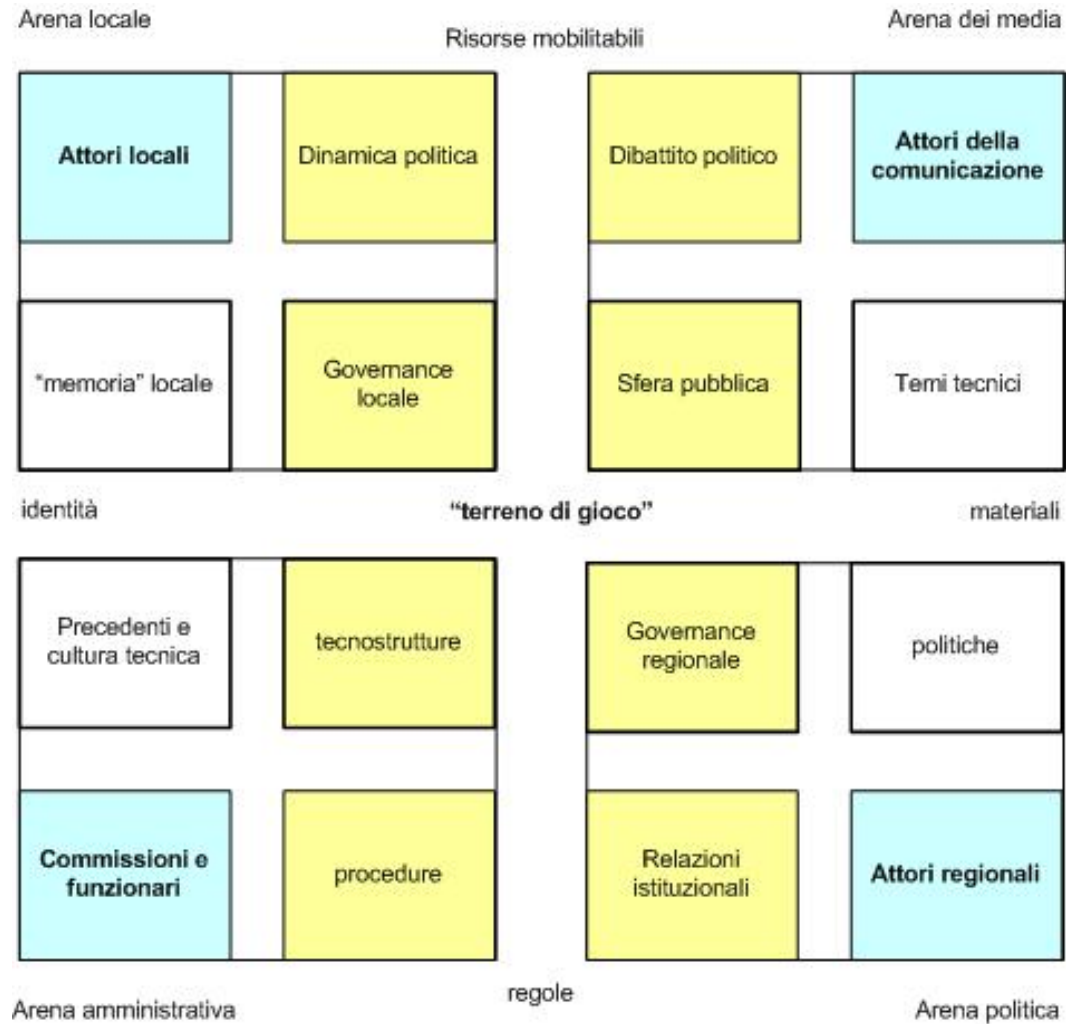 Arena locale
Arena dei media
Risorse mobilitabili
Attori locali
Dinamica politica
Dibattito politico
Attori della
comunicazione
“memoria” locale
Governance
locale
Sfera pubblica
Temi tecnici
identità
“terreno di gioco”
materiali
Precedenti e
cultura tecnica
tecnostrutture
Governance
regionale
politiche
Commissioni e
funzionari
procedure
Relazioni
istituzionali
Attori regionali
regole
Arena amministrativa
Arena politica